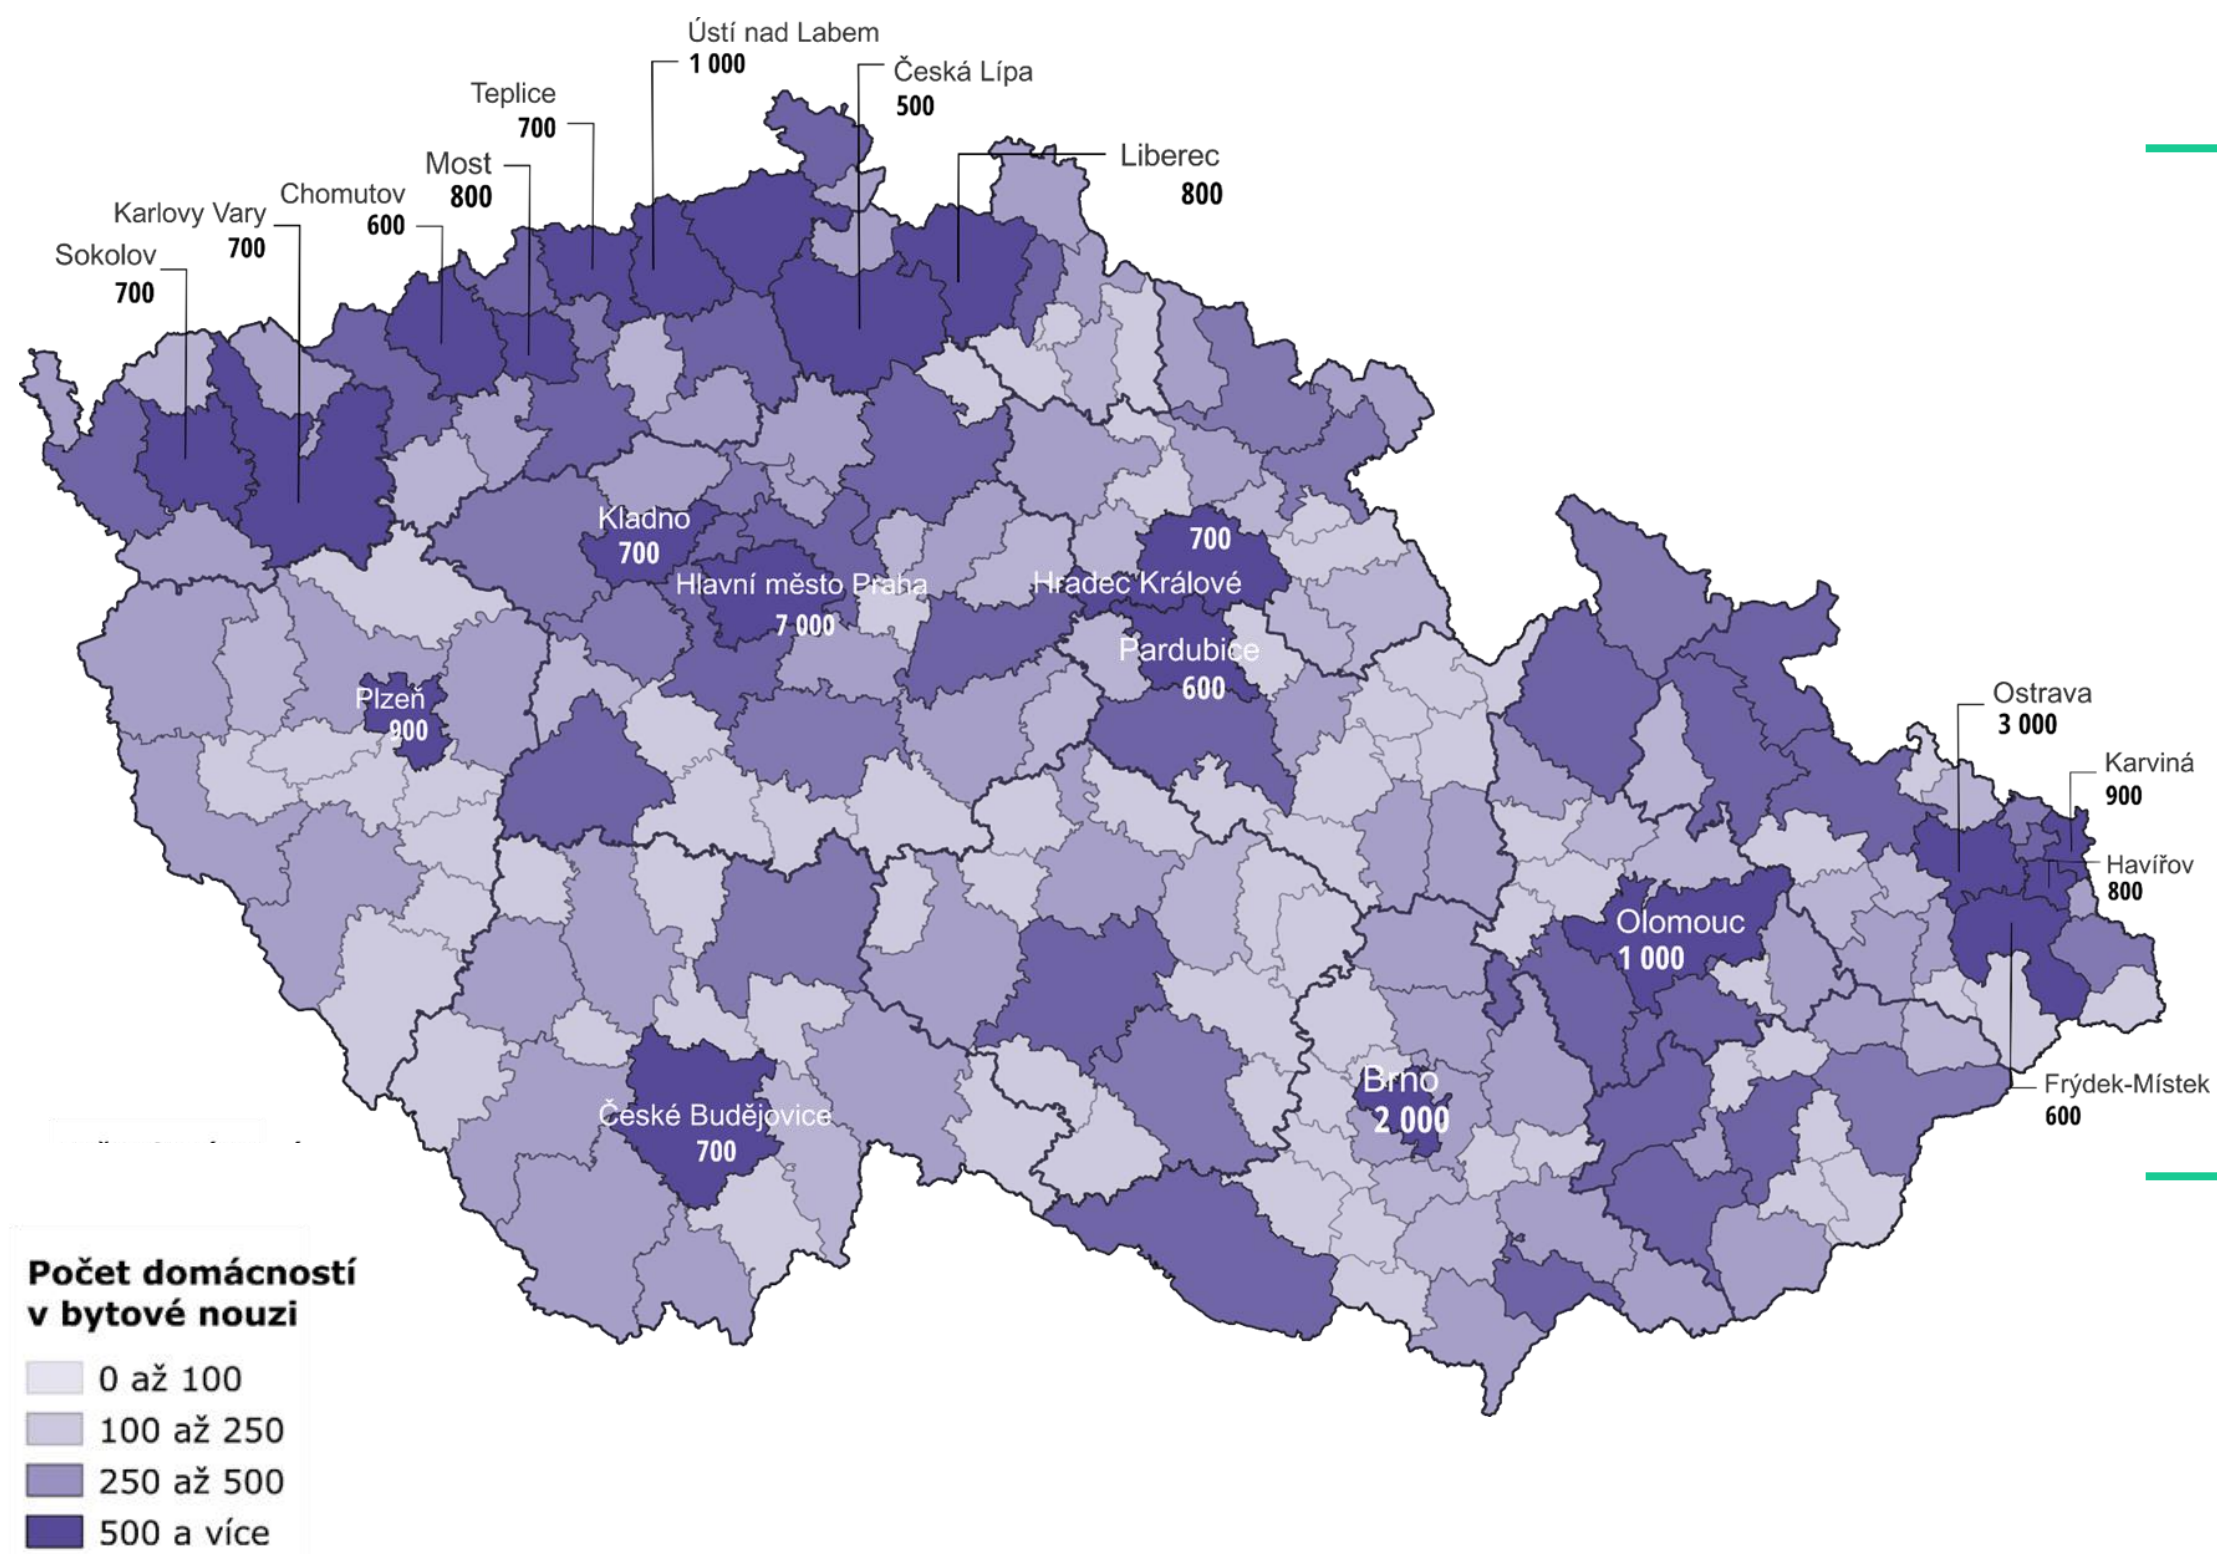 Ústí nad Labem
1 000
Česká Lípa
500
Teplice
700
Most
800
Liberec
800
Chomutov
600
Karlovy Vary
700
Sokolov
700
Kladno
700
700
Hradec Králové
Hlavní město Praha
7 000
Pardubice
600
Plzeň
900
Ostrava
3 000
Karviná
900
Havířov
800
Olomouc
1 000
Brno
2 000
Frýdek-Místek
600
České Budějovice
700
Počet domácností
v bytové nouzi
0 až 100
100 až 250
250 až 500
500 a více